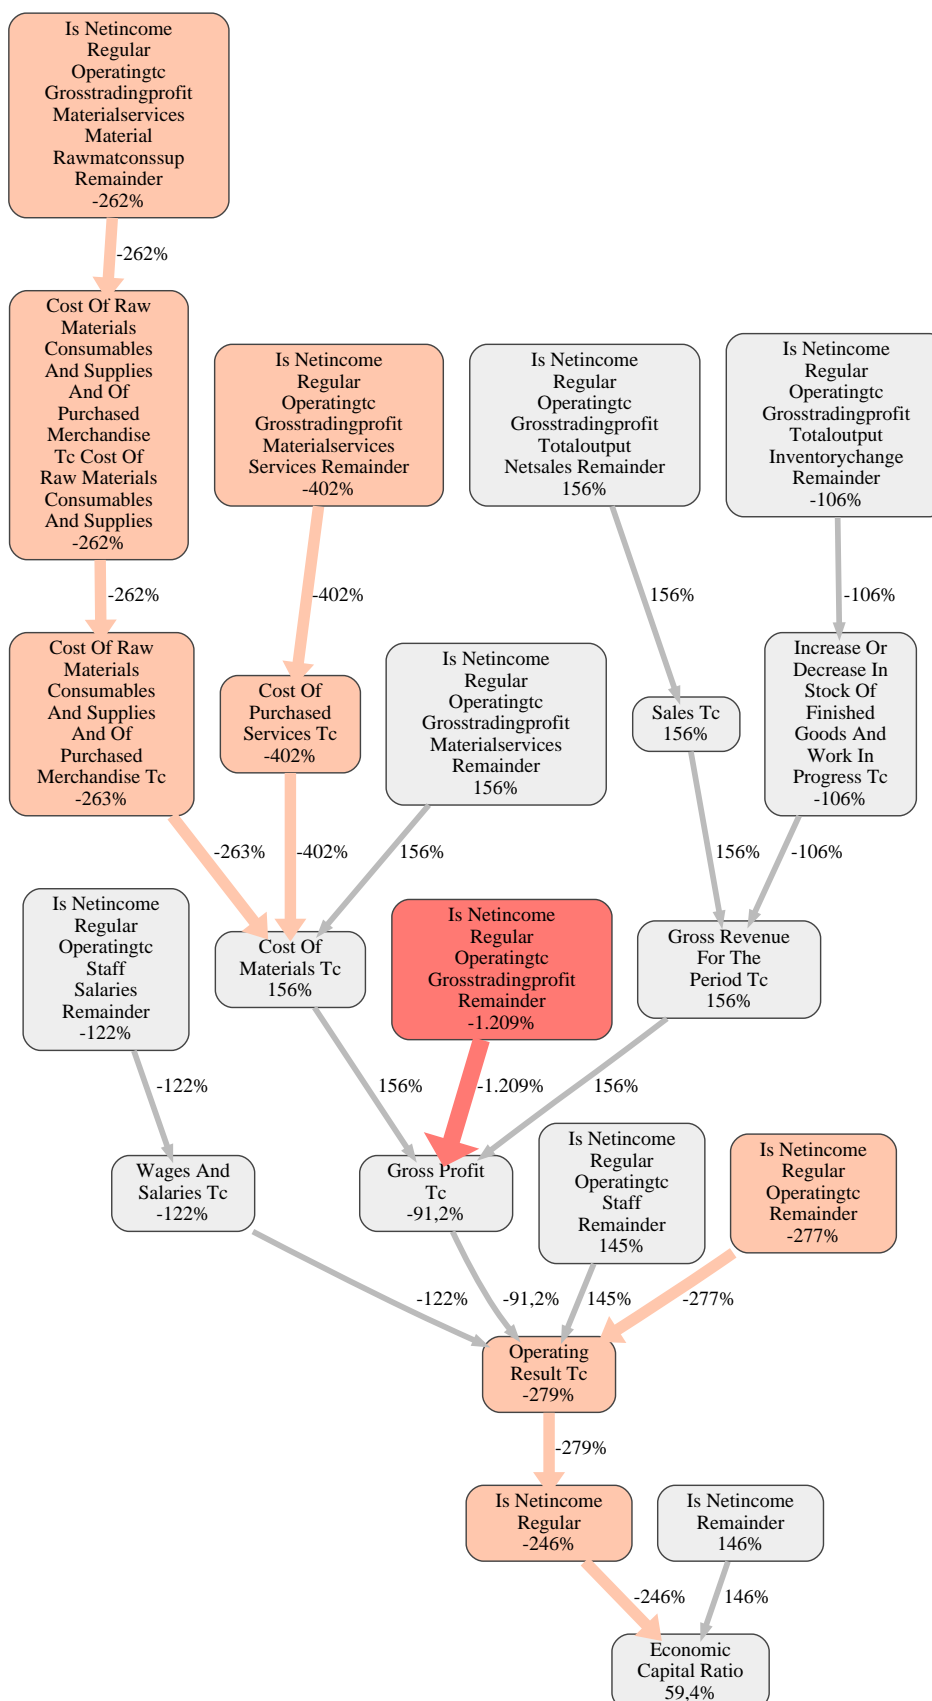 Is Netincome
Regular
Operatingtc
Grosstradingprofit
Materialservices
Material
Rawmatconssup
Remainder
-262%
-262%
Cost Of Raw
Materials
Consumables
And Supplies
And Of
Purchased
Merchandise
Tc Cost Of
Raw Materials
Consumables
And Supplies
-262%
Is Netincome
Regular
Operatingtc
Grosstradingprofit
Materialservices
Services Remainder
-402%
Is Netincome
Regular
Operatingtc
Grosstradingprofit
Totaloutput
Netsales Remainder
156%
Is Netincome
Regular
Operatingtc
Grosstradingprofit
Totaloutput
Inventorychange
Remainder
-106%
-262%
-402%
156%
-106%
Cost Of Raw
Materials
Consumables
And Supplies
And Of
Purchased
Merchandise Tc
-263%
Cost Of
Purchased
Services Tc
-402%
Is Netincome
Regular
Operatingtc
Grosstradingprofit
Materialservices
Remainder
156%
Sales Tc
156%
Increase Or
Decrease In
Stock Of
Finished
Goods And
Work In
Progress Tc
-106%
-263%
-402%
156%
156%
-106%
Is Netincome
Regular
Operatingtc
Staff
Salaries
Remainder
-122%
Cost Of
Materials Tc
156%
Is Netincome
Regular
Operatingtc
Grosstradingprofit
Remainder
-1.209%
Gross Revenue
For The
Period Tc
156%
-122%
156%
-1.209%
156%
Wages And
Salaries Tc
-122%
Gross Profit
Tc
-91,2%
Is Netincome
Regular
Operatingtc
Staff
Remainder
145%
Is Netincome
Regular
Operatingtc
Remainder
-277%
-122%
-91,2%
145%
-277%
Operating
Result Tc
-279%
-279%
Is Netincome
Regular
-246%
Is Netincome
Remainder
146%
-246%
146%
Economic
Capital Ratio
59,4%